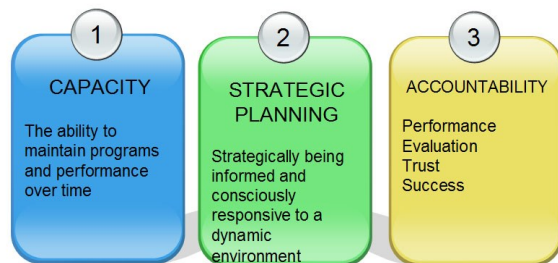 1
CAPACITY
The ability to
maintain programs
and performance
over time
2
STRATEGIC
PLANNING
Strategically being
informed and
consciously
responsive to a
dynamic
environment
3
ACCOUNTABILITY
Performance
Evaluation
Trust
Success